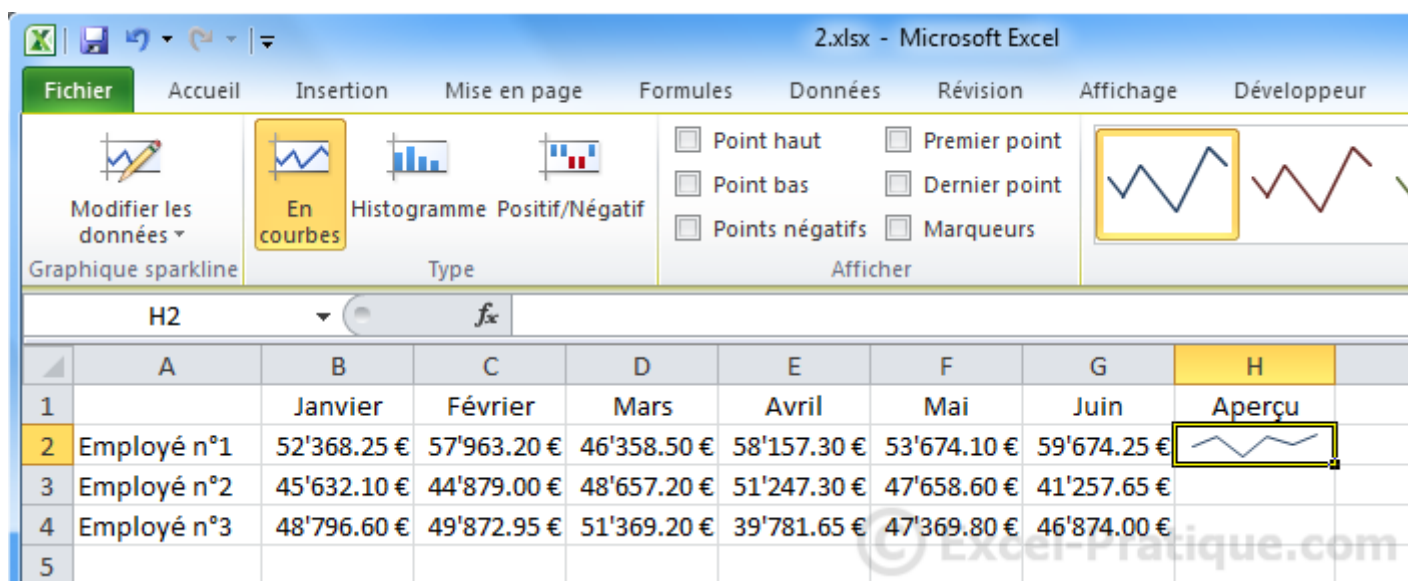 2.xlsx - Microsoft Excel
Fichier Accueil Insertion Mise en page Formules Données Révision Affichage Développeur
Modifier les
données
Graphique sparkline
En
courbes
Histogramme
Positif/Négatif
Type
Point haut
Point bas
Points négatifs
Premier point
Dernier point
Marqueurs
Afficher
H2 fx
A B C D E F G H
1 Janvier Février Mars Avril Mai Juin Aperçu
2 Employé n°1 52'368.25 € 57'963.20 € 46'358.50 € 58'157.30 € 53'674.10 € 59'674.25 €
3 Employé n°2 45'632.10 € 44'879.00 € 48'657.20 € 51'247.30 € 47'658.60 € 41'257.65 €
4 Employé n°3 48'796.60 € 49'872.95 € 51'369.20 € 39'781.65 € 47'369.80 € 46'874.00 €
5
© Excel-Pratique.com